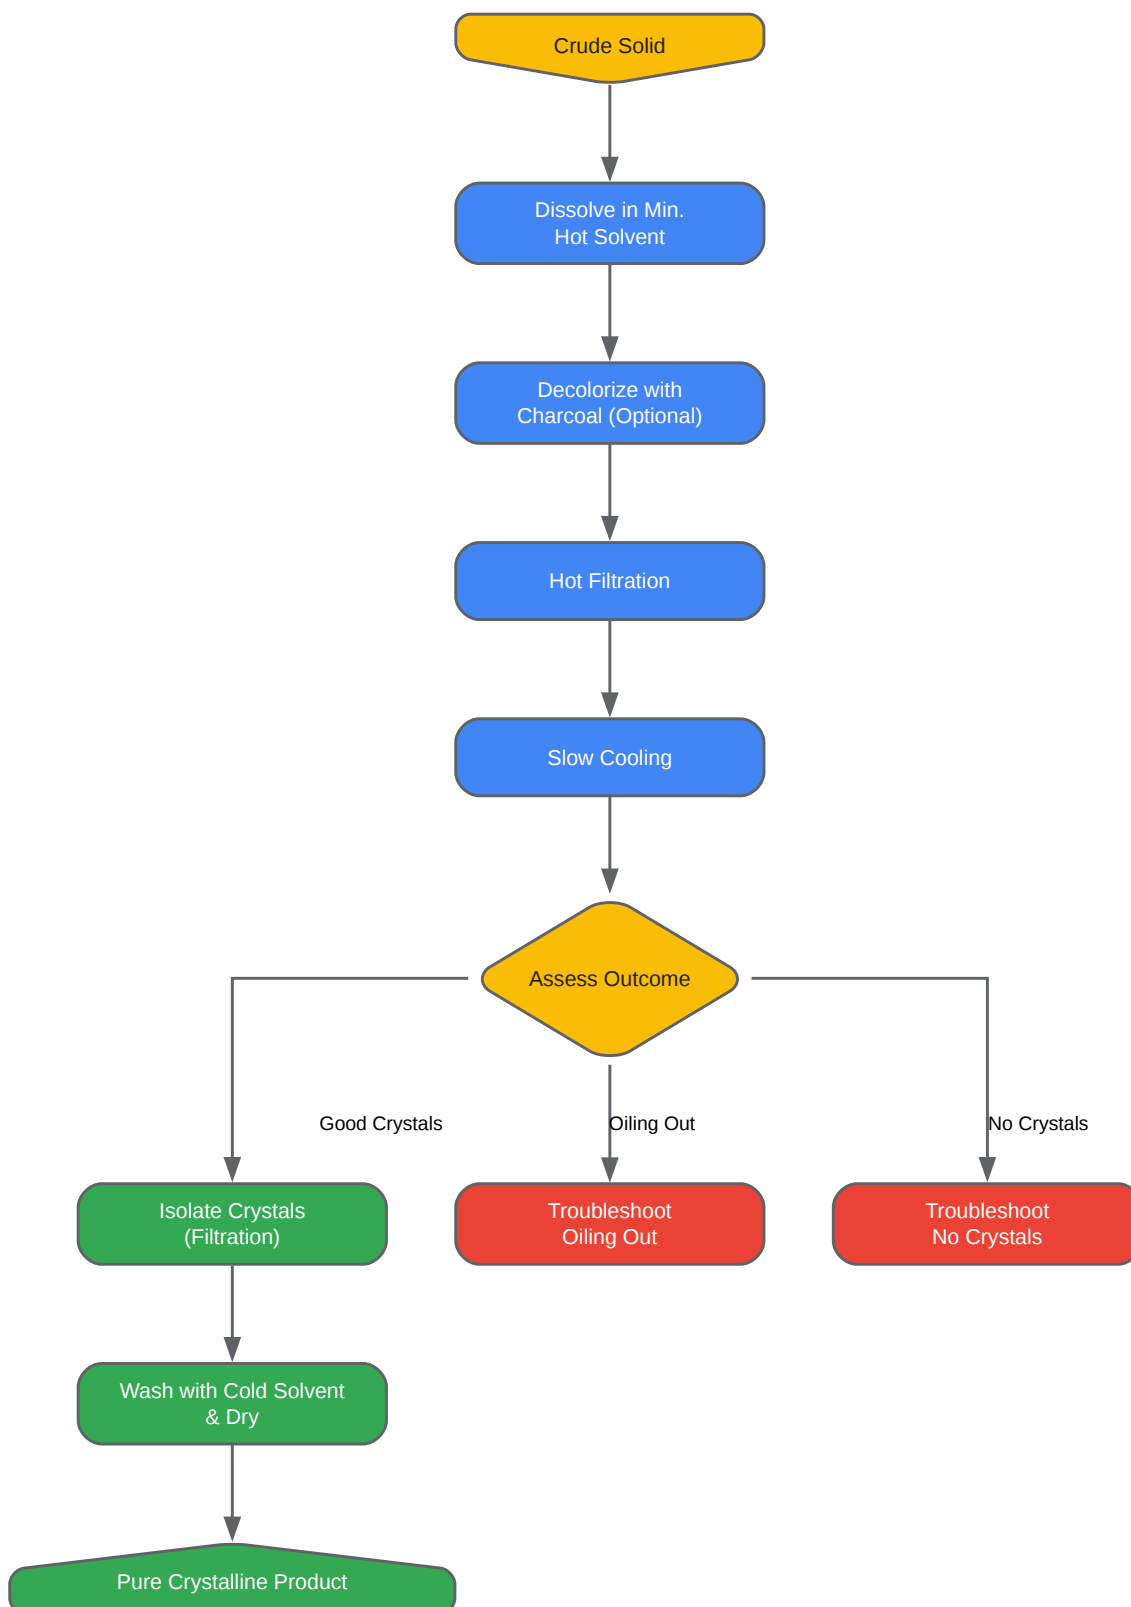 Crude Solid
Dissolve in Min.
Hot Solvent
Decolorize with
Charcoal (Optional)
Hot Filtration
Slow Cooling
Assess Outcome
Good Crystals
Oiling Out
No Crystals
Isolate Crystals
(Filtration)
Troubleshoot
Oiling Out
Troubleshoot
No Crystals
Wash with Cold Solvent
& Dry
Pure Crystalline Product